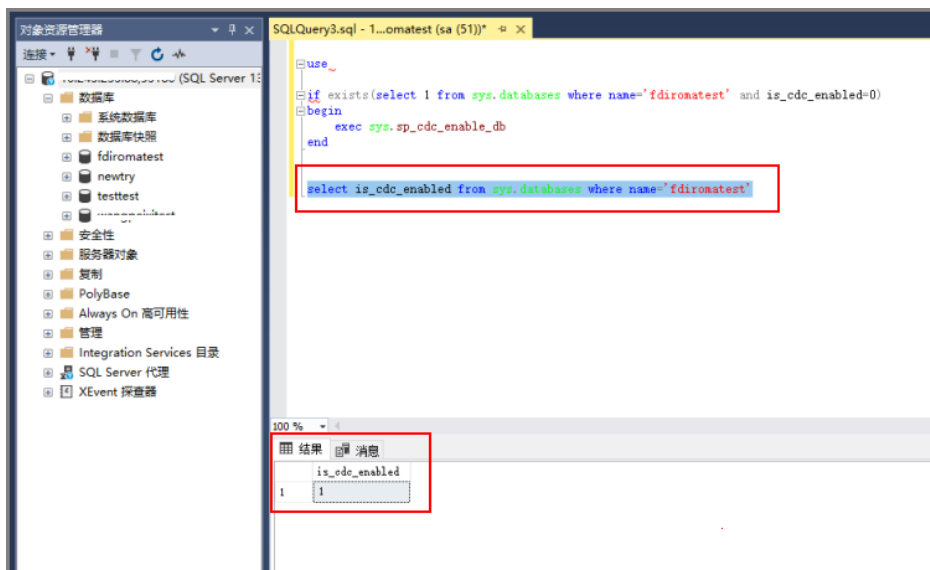 对象资源管理器
连接
(SQL Server 13
数据库
系统数据库
数据库快照
fdiromatest
newtry
testtest
安全性
服务器对象
复制
PolyBase
Always On 高可用性
管理
Integration Services 目录
SQL Server 代理
XEvent 探查器
SQLQuery3.sql - 1...omatest (sa (51))*
use
if exists(select 1 from sys.databases where name='fdiromatest' and is_cdc_enabled=0)
begin
exec sys.sp_cdc_enable_db
end
select is_cdc_enabled from sys.databases where name='fdiromatest'
100 %
结果 消息
is_cdc_enabled
1 1